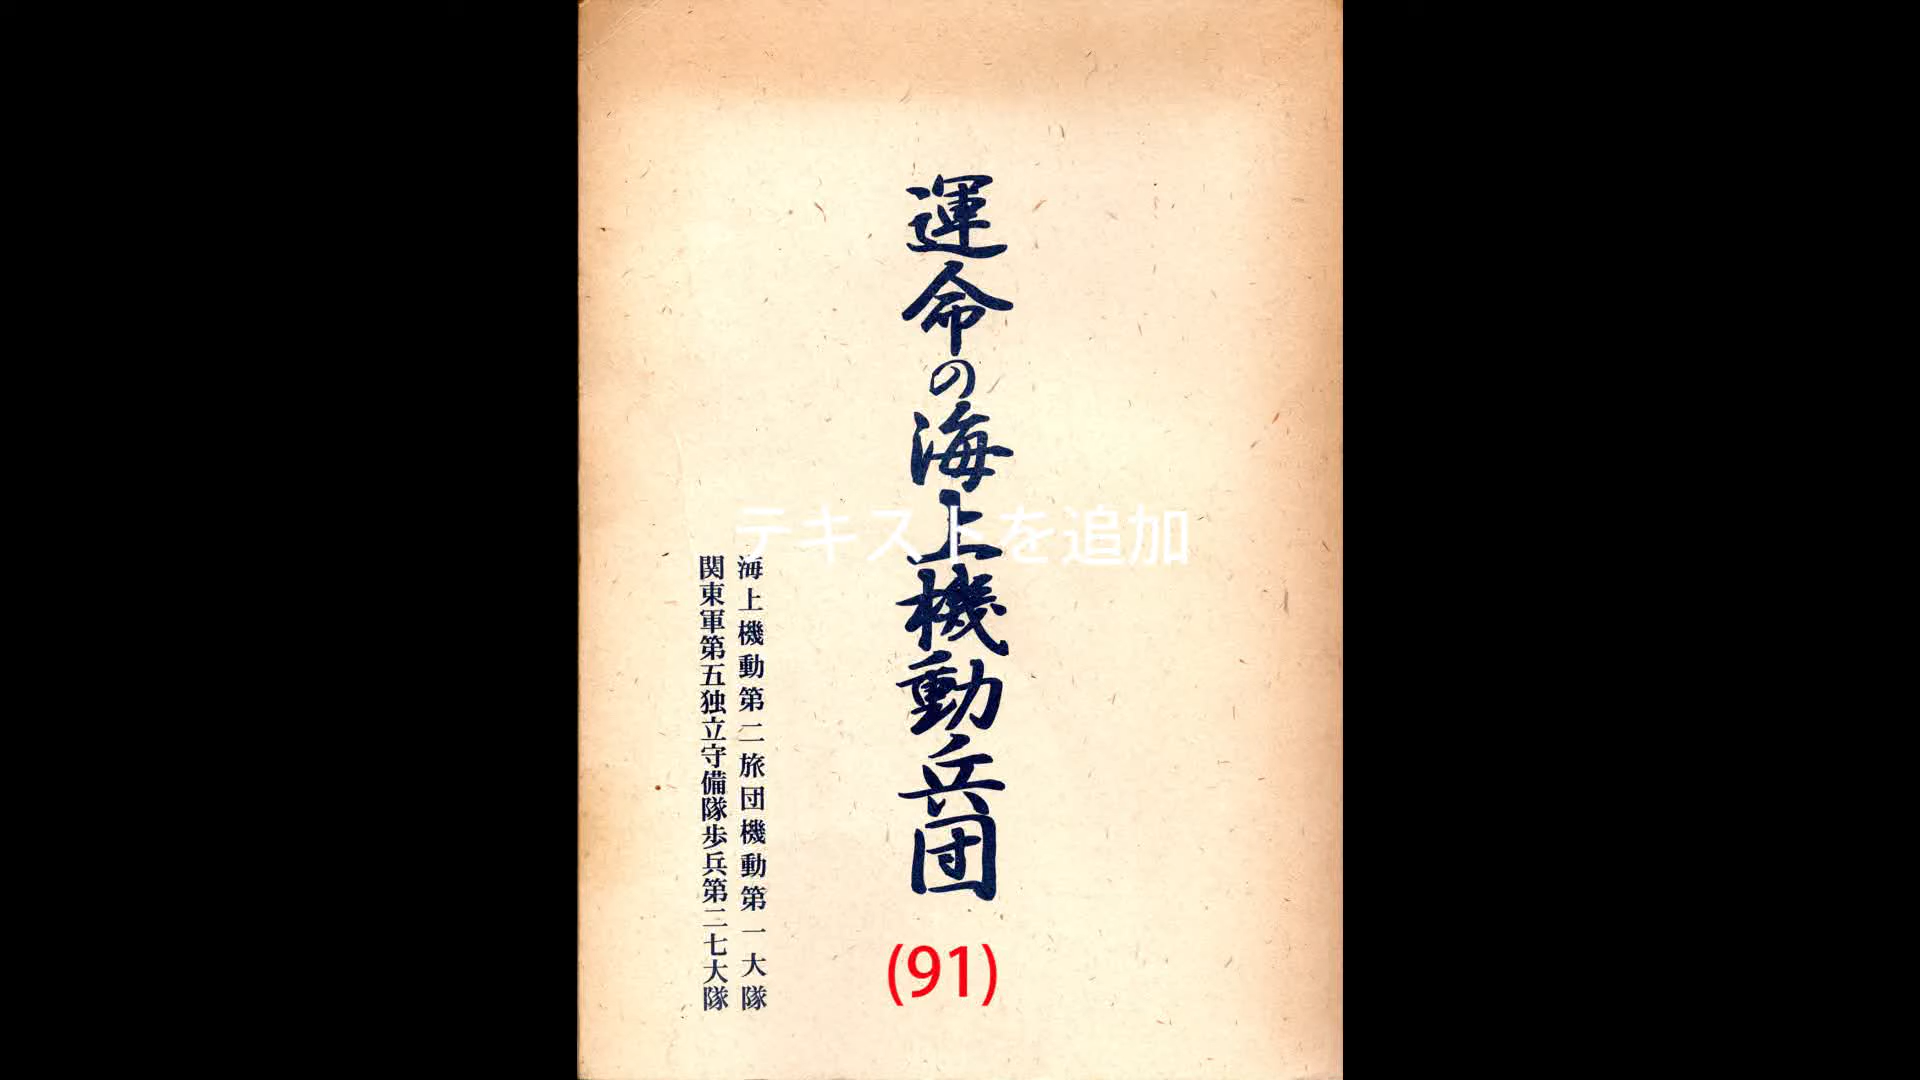 運命の海上機動兵団
海上機動第二旅団機動第一大隊
関東軍第五独立守備隊歩兵第二七大隊
テキストを追加
(91)